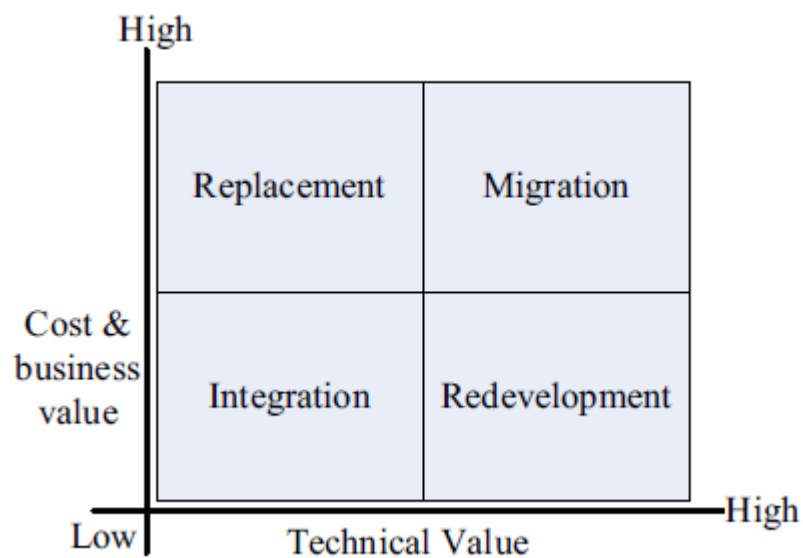 High
Replacement
Migration
Cost &
business
value
Integration
Redevelopment
Low
Technical Value
High